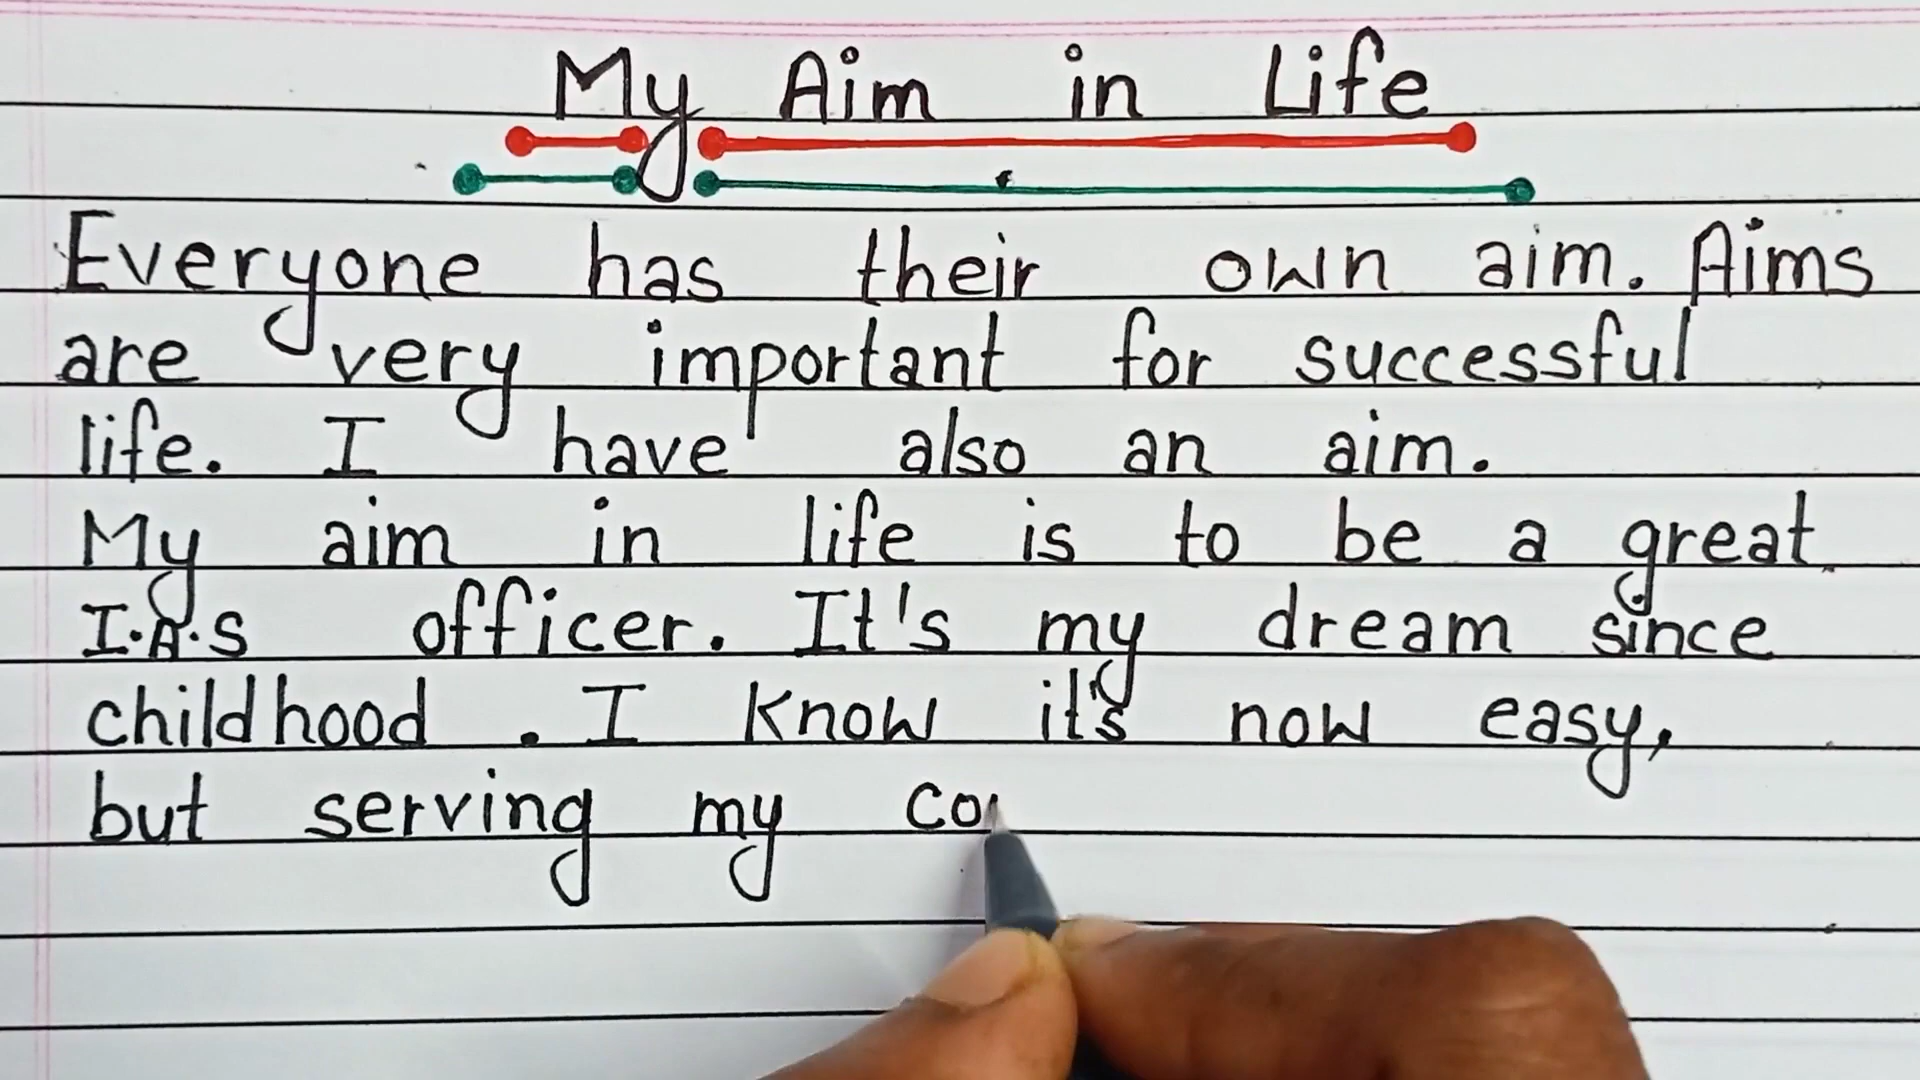 My Aim in Life
Everyone has their own aim. Aims
are very important for successful
life. I have also an aim.
My aim in life is to be a great
I.A.S officer. It's my dream since
childhood. I know it's now easy,
but serving my co